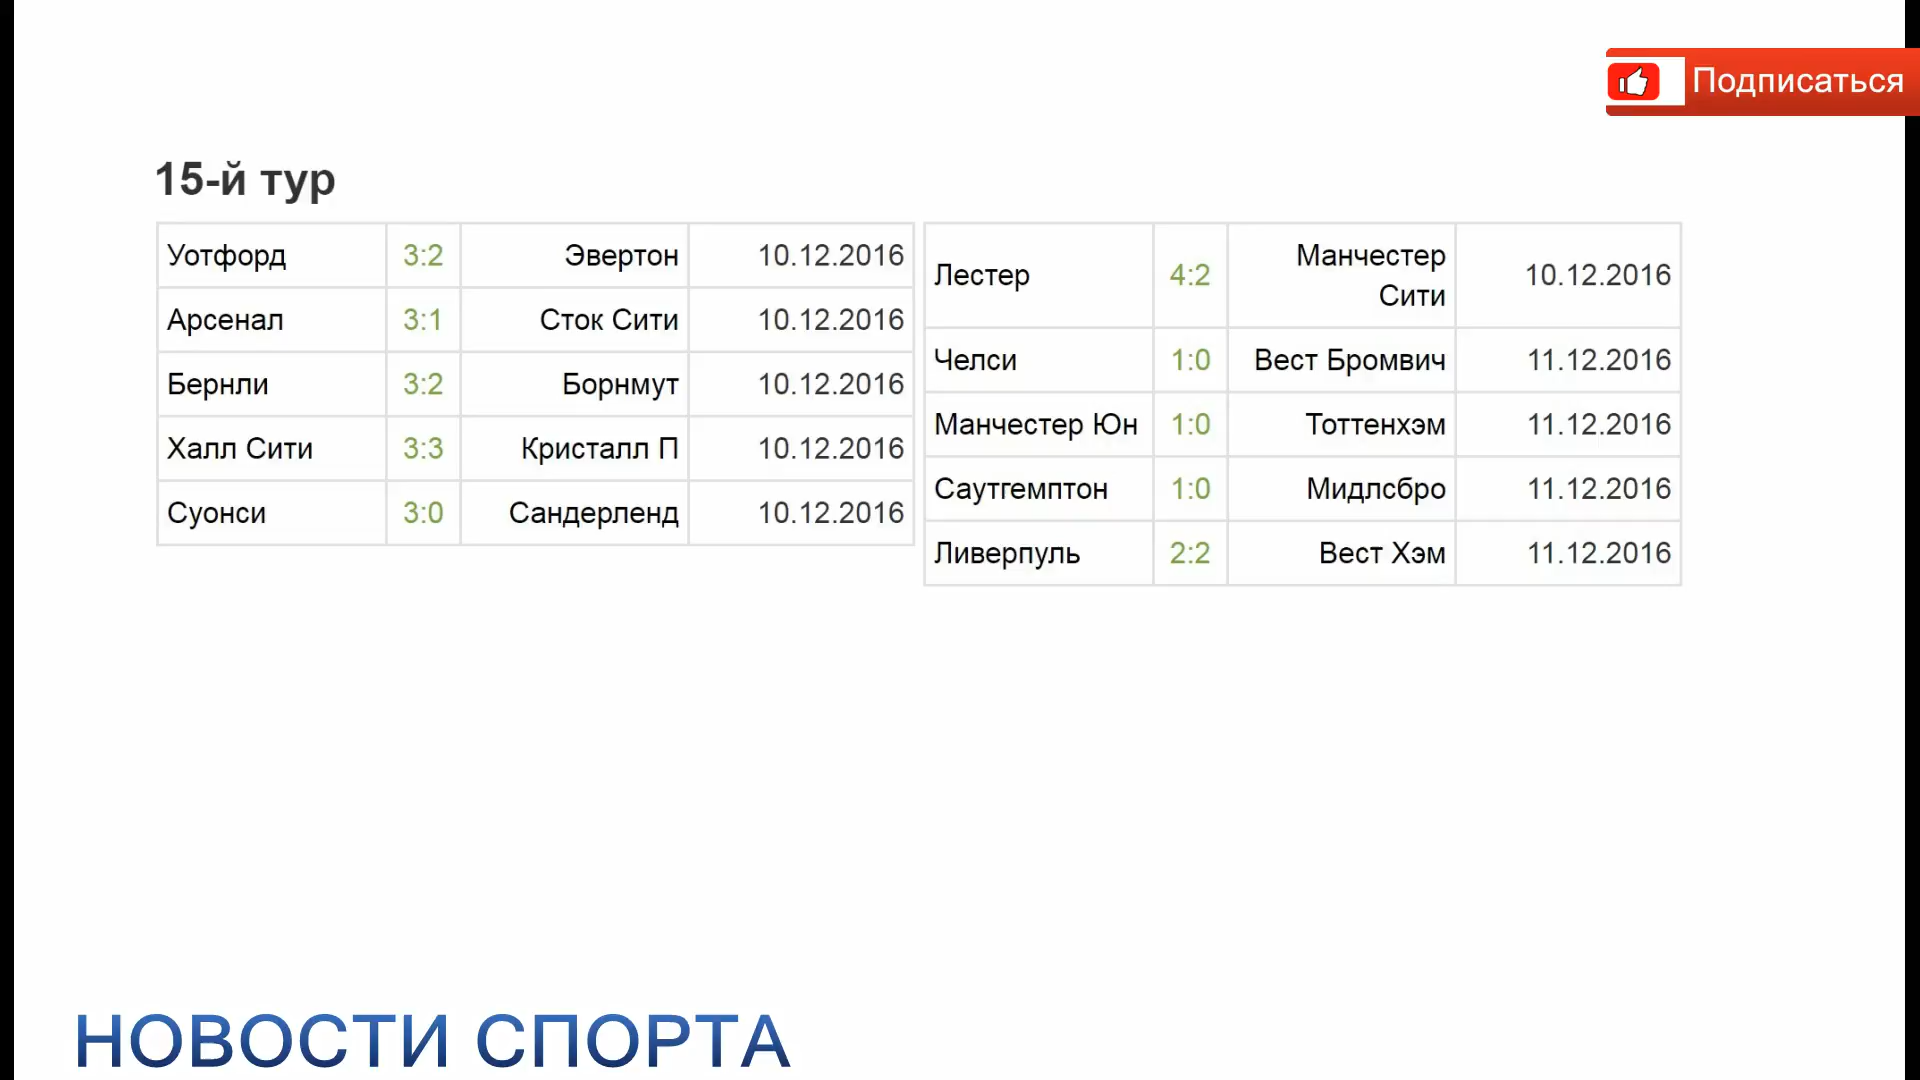 Подписаться
15-й тур
Уотфорд 3:2 Эвертон 10.12.2016
Арсенал 3:1 Сток Сити 10.12.2016
Бернли 3:2 Борнмут 10.12.2016
Халл Сити 3:3 Кристалл П 10.12.2016
Суонси 3:0 Сандерленд 10.12.2016
Лестер 4:2 Манчестер
Сити 10.12.2016
Челси 1:0 Вест Бромвич 11.12.2016
Манчестер Юн 1:0 Тоттенхэм 11.12.2016
Саутгемптон 1:0 Мидлсбро 11.12.2016
Ливерпуль 2:2 Вест Хэм 11.12.2016
НОВОСТИ СПОРТА